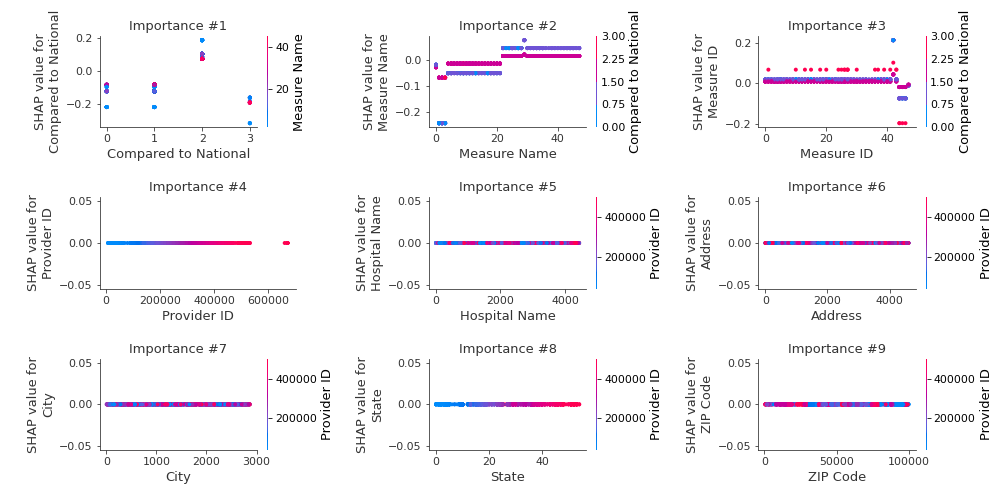 Importance #1
SHAP value for
Compared to National
0.2
0.0
−0.2
0
1
2
3
Compared to National
40
20
Measure Name
Importance #2
SHAP value for
Measure Name
0.0
−0.1
−0.2
0
20
40
Measure Name
3.00
2.25
1.50
0.75
0.00
Compared to National
Importance #3
SHAP value for
Measure ID
0.2
0.0
−0.2
0
20
40
Measure ID
3.00
2.25
1.50
0.75
0.00
Compared to National
Importance #4
SHAP value for
Provider ID
0.05
0.00
−0.05
0
200000
400000
600000
Provider ID
Importance #5
SHAP value for
Hospital Name
0.05
0.00
−0.05
0
2000
4000
Hospital Name
400000
200000
Provider ID
Importance #6
SHAP value for
Address
0.05
0.00
−0.05
0
2000
4000
Address
400000
200000
Provider ID
Importance #7
SHAP value for
City
0.05
0.00
−0.05
0
1000
2000
3000
City
400000
200000
Provider ID
Importance #8
SHAP value for
State
0.05
0.00
−0.05
0
20
40
State
400000
200000
Provider ID
Importance #9
SHAP value for
ZIP Code
0.05
0.00
−0.05
0
50000
100000
ZIP Code
400000
200000
Provider ID